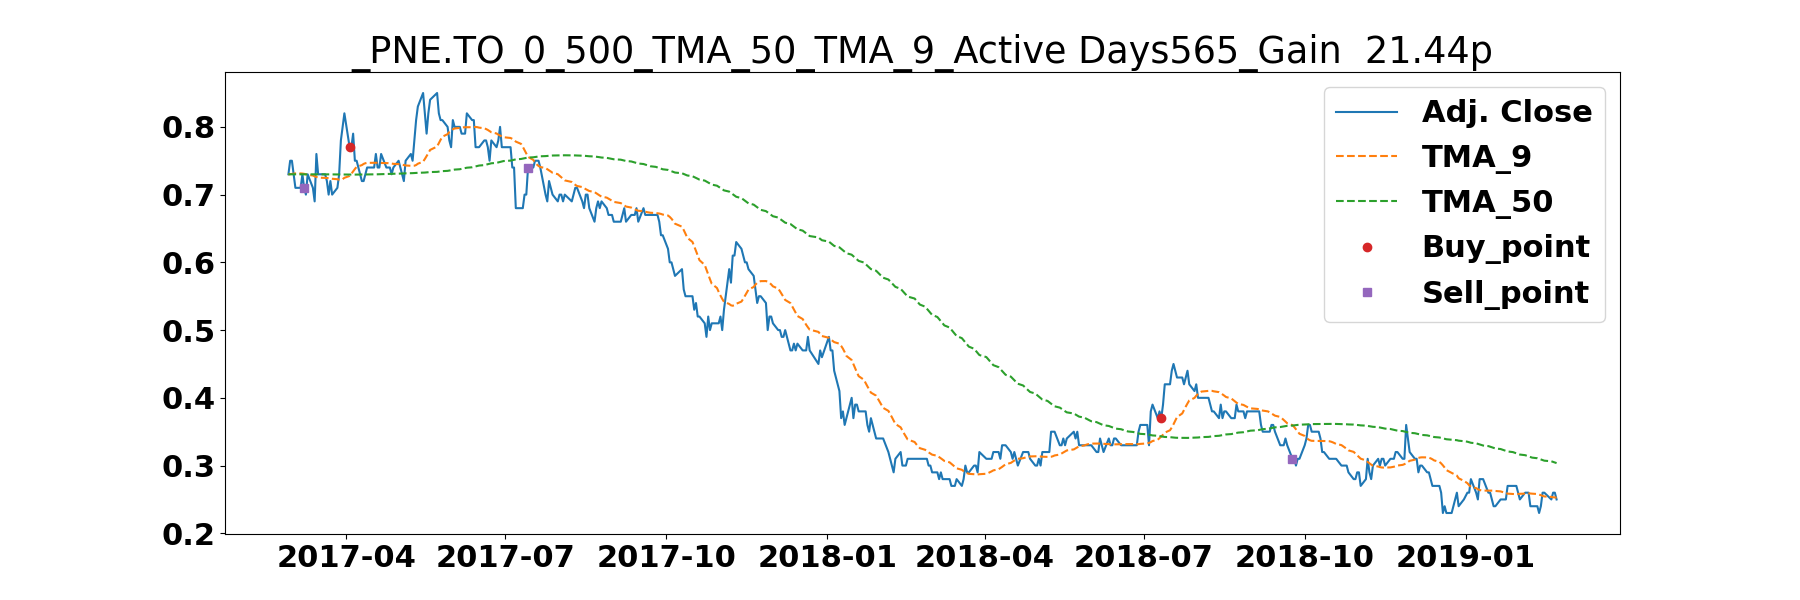 _PNE.TO_0_500_TMA_50_TMA_9_Active Days565_Gain  21.44p
Adj. Close
TMA_9
TMA_50
Buy_point
Sell_point
0.8
0.7
0.6
0.5
0.4
0.3
0.2
2017-04 2017-07 2017-10 2018-01 2018-04 2018-07 2018-10 2019-01